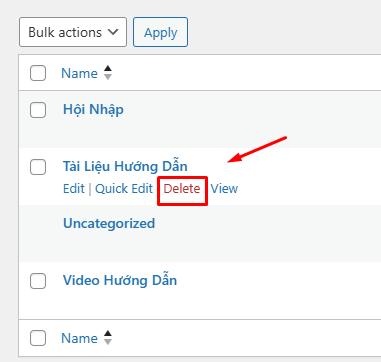 Bulk actions Apply
Name
Hội Nhập
Tài Liệu Hướng Dẫn
Edit | Quick Edit Delete View
Uncategorized
Video Hướng Dẫn
Name